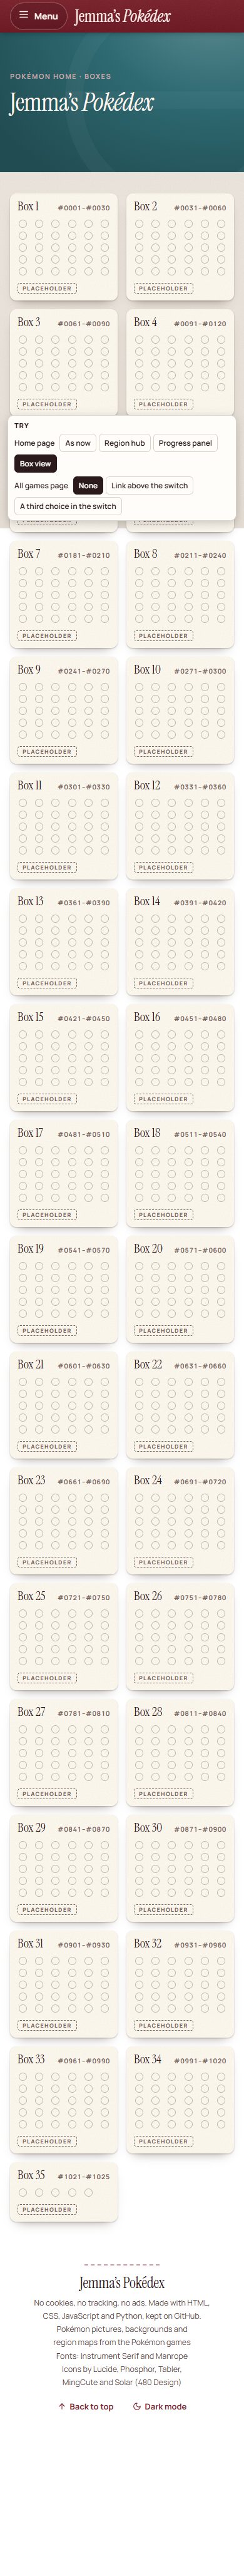 Menu
Jemma's Pokédex
POKÉMON HOME · BOXES
Jemma's Pokédex
Box 1 #0001–#0030
PLACEHOLDER
Box 2 #0031–#0060
PLACEHOLDER
Box 3 #0061–#0090
PLACEHOLDER
Box 4 #0091–#0120
PLACEHOLDER
TRY
Home page As now Region hub Progress panel
Box view
All games page None Link above the switch
A third choice in the switch
PLACEHOLDER
PLACEHOLDER
Box 7 #0181–#0210
PLACEHOLDER
Box 8 #0211–#0240
PLACEHOLDER
Box 9 #0241–#0270
PLACEHOLDER
Box 10 #0271–#0300
PLACEHOLDER
Box 11 #0301–#0330
PLACEHOLDER
Box 12 #0331–#0360
PLACEHOLDER
Box 13 #0361–#0390
PLACEHOLDER
Box 14 #0391–#0420
PLACEHOLDER
Box 15 #0421–#0450
PLACEHOLDER
Box 16 #0451–#0480
PLACEHOLDER
Box 17 #0481–#0510
PLACEHOLDER
Box 18 #0511–#0540
PLACEHOLDER
Box 19 #0541–#0570
PLACEHOLDER
Box 20 #0571–#0600
PLACEHOLDER
Box 21 #0601–#0630
PLACEHOLDER
Box 22 #0631–#0660
PLACEHOLDER
Box 23 #0661–#0690
PLACEHOLDER
Box 24 #0691–#0720
PLACEHOLDER
Box 25 #0721–#0750
PLACEHOLDER
Box 26 #0751–#0780
PLACEHOLDER
Box 27 #0781–#0810
PLACEHOLDER
Box 28 #0811–#0840
PLACEHOLDER
Box 29 #0841–#0870
PLACEHOLDER
Box 30 #0871–#0900
PLACEHOLDER
Box 31 #0901–#0930
PLACEHOLDER
Box 32 #0931–#0960
PLACEHOLDER
Box 33 #0961–#0990
PLACEHOLDER
Box 34 #0991–#1020
PLACEHOLDER
Box 35 #1021–#1025
PLACEHOLDER
Jemma's Pokédex
No cookies, no tracking, no ads. Made with HTML,
CSS, JavaScript and Python, kept on GitHub.
Pokémon pictures, backgrounds and
region maps from the Pokémon games
Fonts: Instrument Serif and Manrope
Icons by Lucide, Phosphor, Tabler,
MingCute and Solar (480 Design)
Back to top
Dark mode